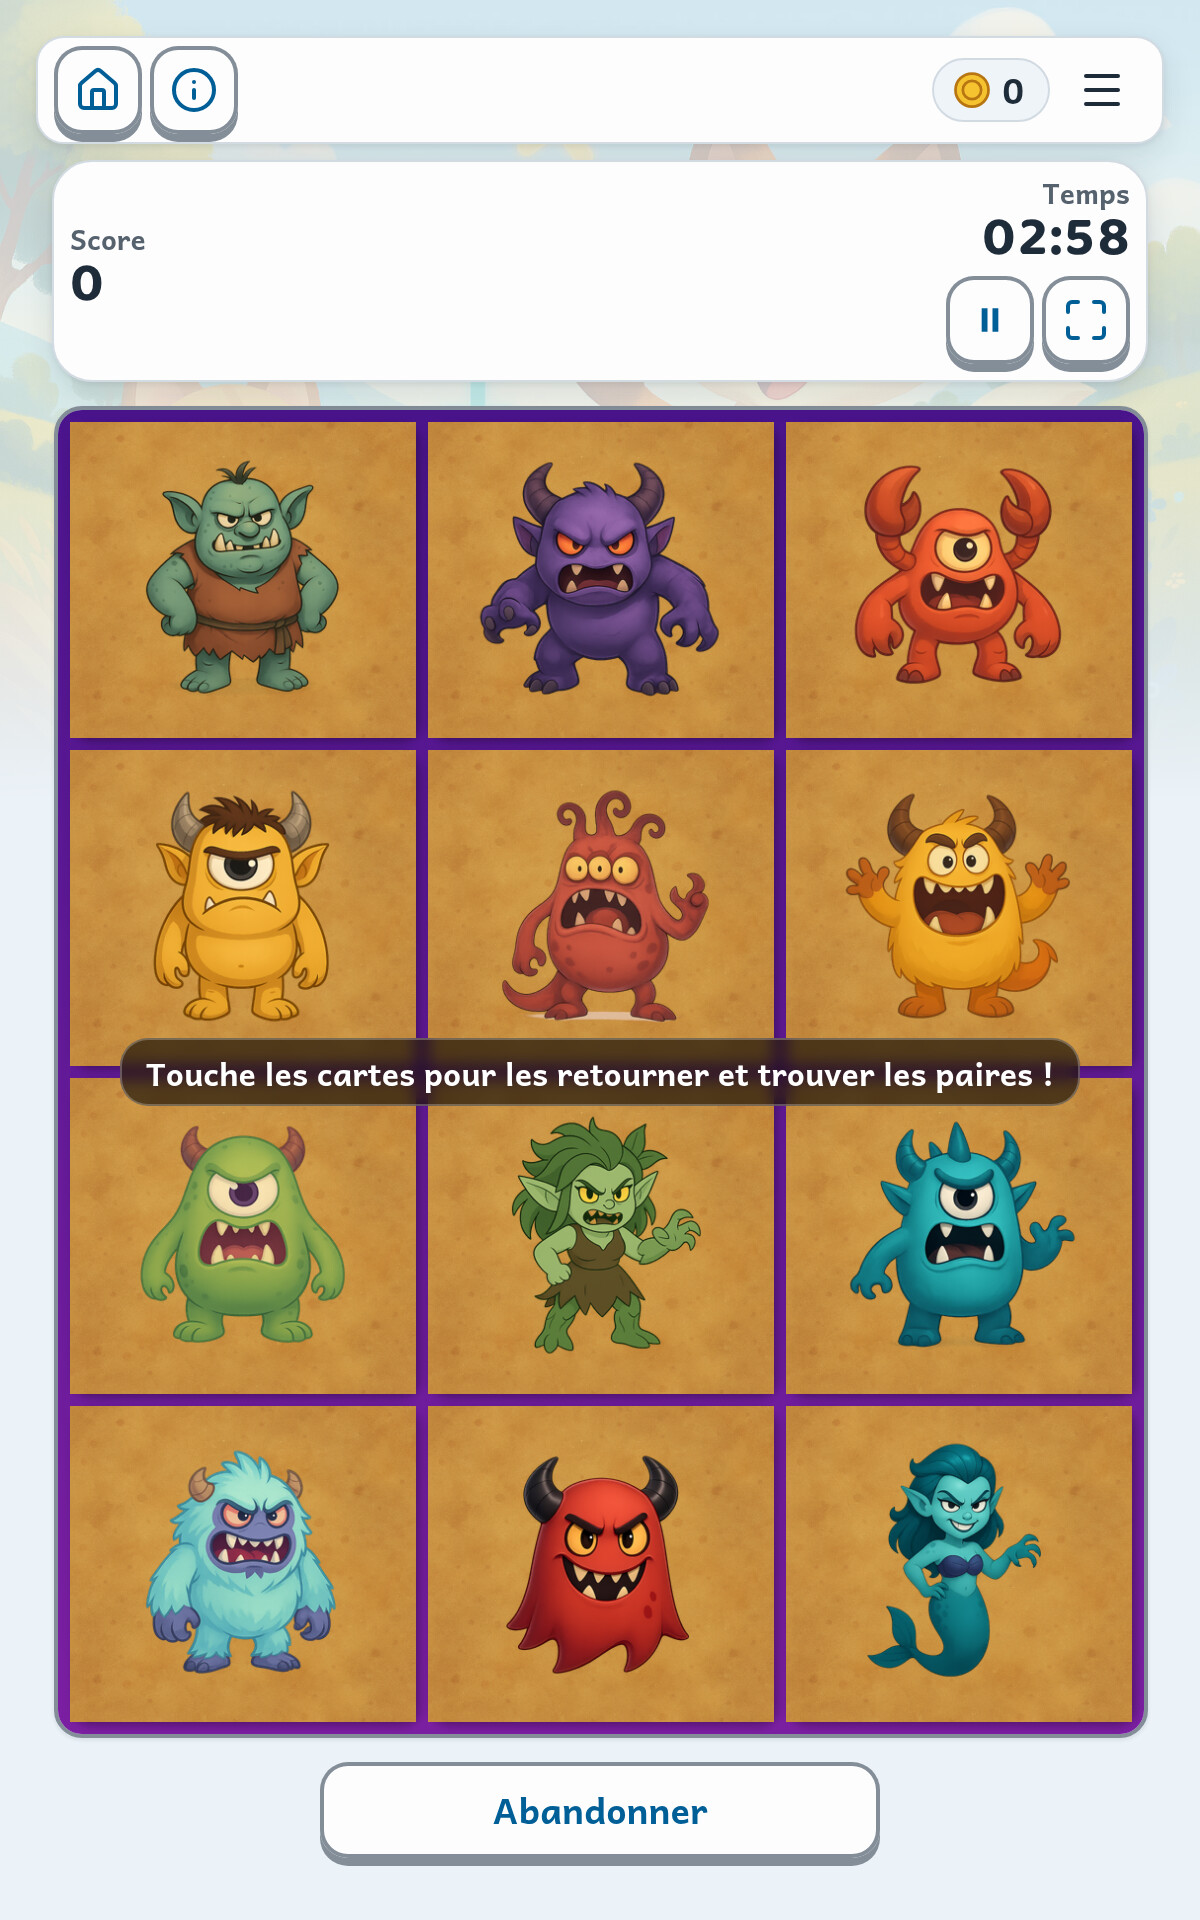 0
Score
0
Temps
02:58
Touche les cartes pour les retourner et trouver les paires !
Abandonner